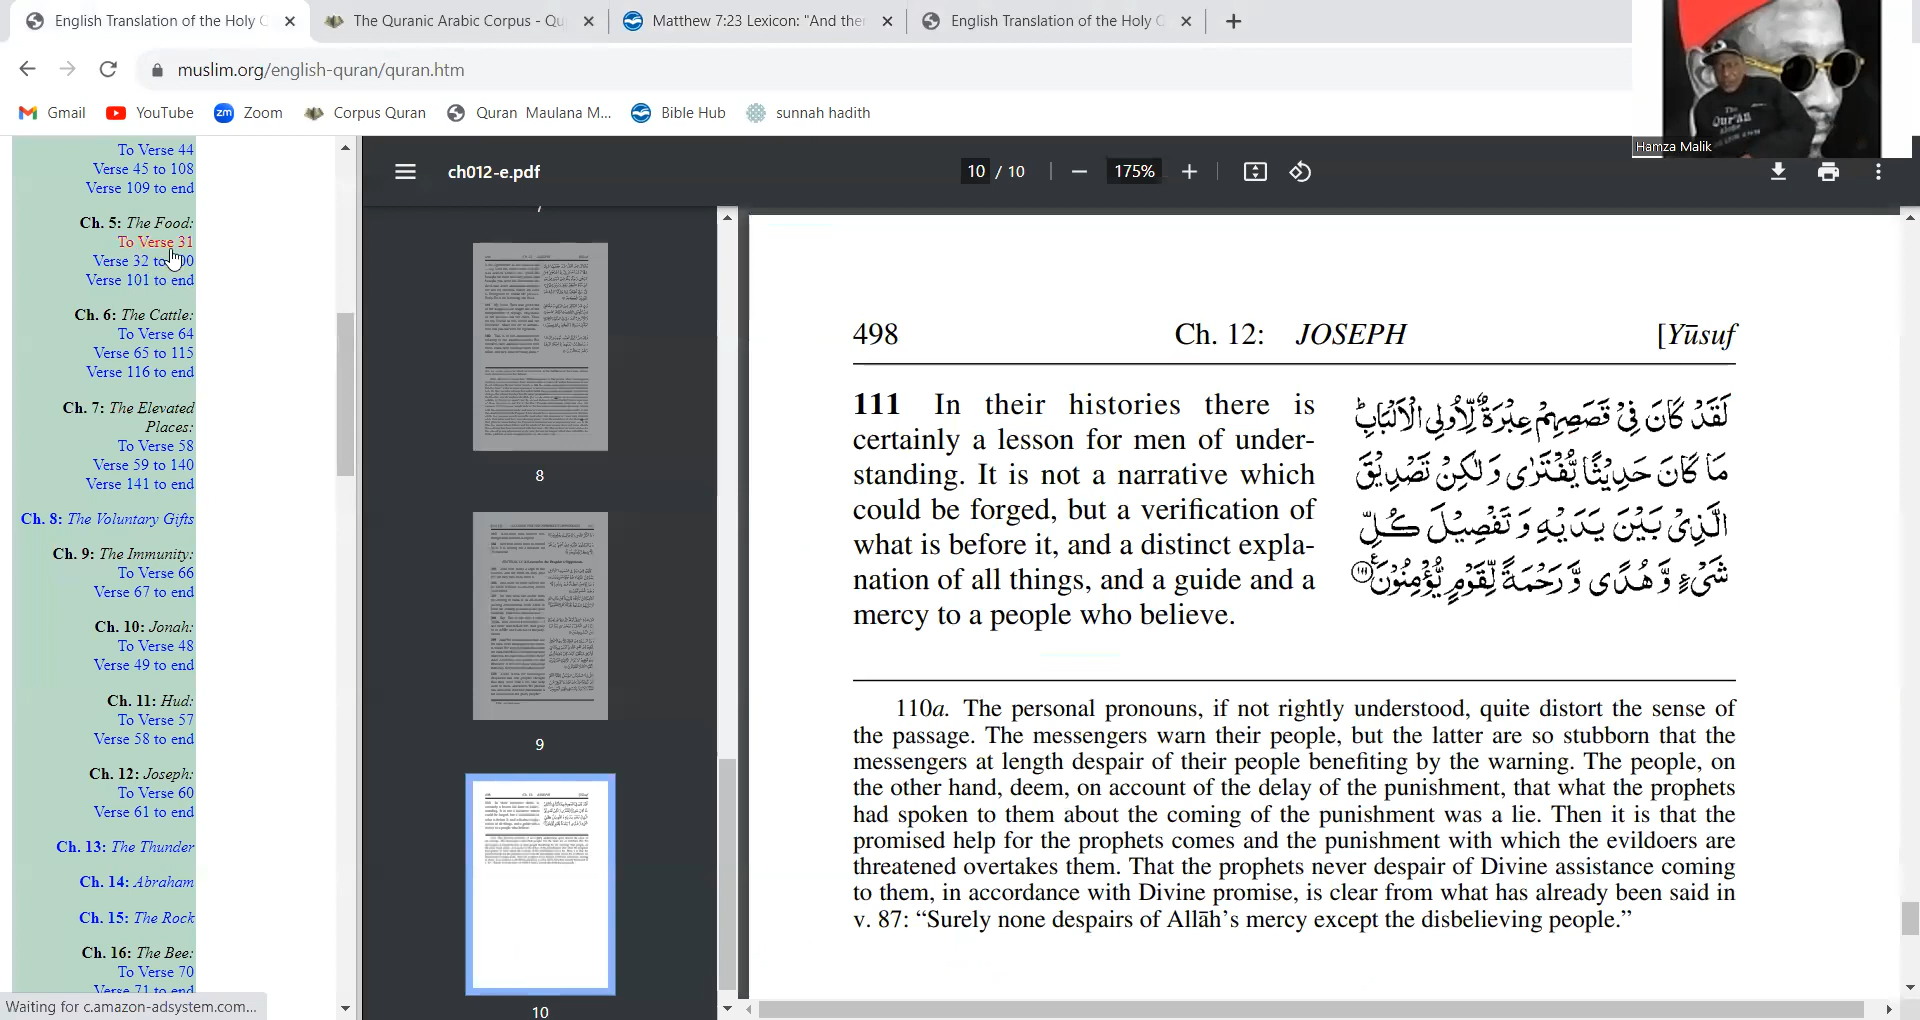 English Translation of the Holy Q
The Quranic Arabic Corpus - Qu
Matthew 7:23 Lexicon: "And then
English Translation of the Holy Q
muslim.org/english-quran/quran.htm
Gmail
YouTube
zm Zoom
Corpus Quran
Quran Maulana M...
Bible Hub
sunnah hadith
The
Qur'an
Hamza Malik
To Verse 44
Verse 45 to 108
Verse 109 to end
Ch. 5: The Food:
To Verse 31
Verse 32 to 100
Verse 101 to end
Ch. 6: The Cattle:
To Verse 64
Verse 65 to 115
Verse 116 to end
Ch. 7: The Elevated
Places:
To Verse 58
Verse 59 to 140
Verse 141 to end
Ch. 8: The Voluntary Gifts
Ch. 9: The Immunity:
To Verse 66
Verse 67 to end
Ch. 10: Jonah:
To Verse 48
Verse 49 to end
Ch. 11: Hud:
To Verse 57
Verse 58 to end
Ch. 12: Joseph:
To Verse 60
Verse 61 to end
Ch. 13: The Thunder
Ch. 14: Abraham
Ch. 15: The Rock
Ch. 16: The Bee:
To Verse 70
Verse 71 to end
Waiting for c.amazon-adsystem.com...
ch012-e.pdf
10 / 10
175%
8
9
10
498 Ch. 12: JOSEPH [Yūsuf
111 In their histories there is
certainly a lesson for men of under-
standing. It is not a narrative which
could be forged, but a verification of
what is before it, and a distinct expla-
nation of all things, and a guide and a
mercy to a people who believe.
لَقَدْ كَانَ فِىْ قَصَصِهِمْ عِبْرَةٌ لِّاُولِى الْاَلْبَابِ
مَا كَانَ حَدِيْثًا يُّفْتَرٰى وَلٰكِنْ تَصْدِيْقَ
الَّذِىْ بَيْنَ يَدَيْهِ وَ تَفْصِيْلَ كُلِّ
شَىْءٍ وَّ هُدًى وَّ رَحْمَةً لِّقَوْمٍ يُّؤْمِنُوْنَ ١١١
110a. The personal pronouns, if not rightly understood, quite distort the sense of
the passage. The messengers warn their people, but the latter are so stubborn that the
messengers at length despair of their people benefiting by the warning. The people, on
the other hand, deem, on account of the delay of the punishment, that what the prophets
had spoken to them about the coming of the punishment was a lie. Then it is that the
promised help for the prophets comes and the punishment with which the evildoers are
threatened overtakes them. That the prophets never despair of Divine assistance coming
to them, in accordance with Divine promise, is clear from what has already been said in
v. 87: “Surely none despairs of Allāh’s mercy except the disbelieving people.”